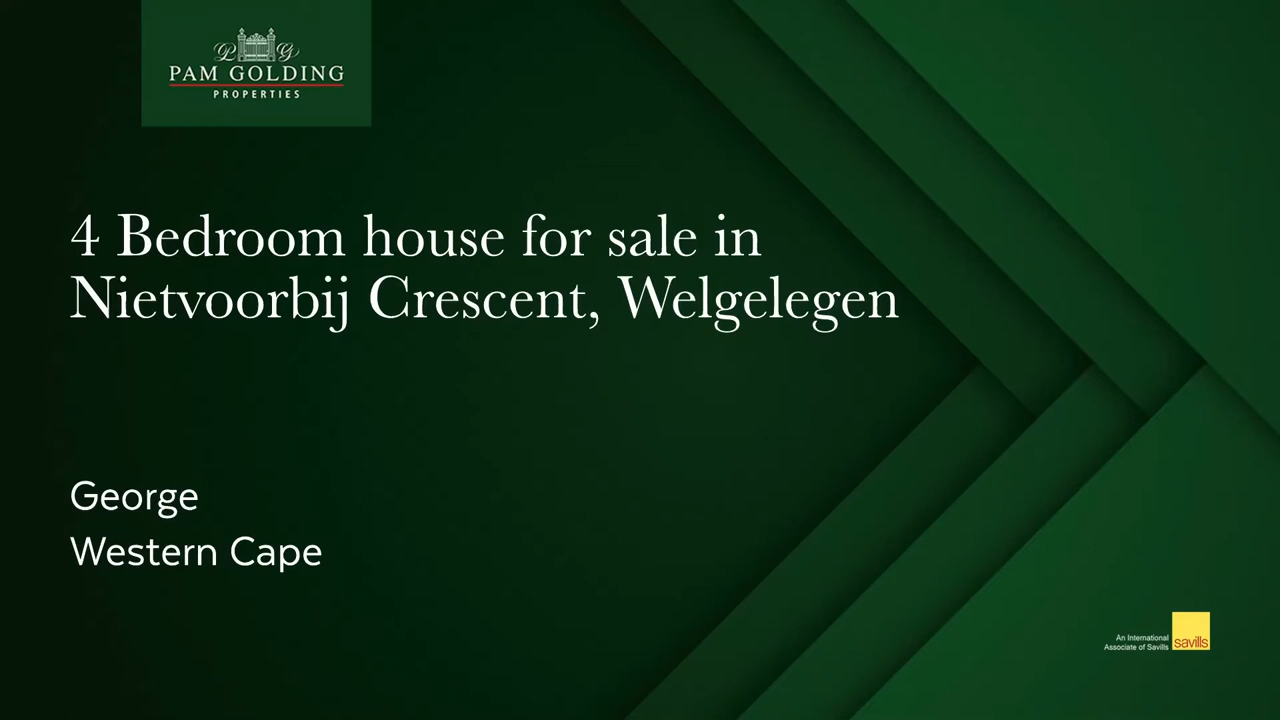 P G
PAM GOLDING
PROPERTIES
4 Bedroom house for sale in
Nietvoorbij Crescent, Welgelegen
George
Western Cape
An International
Associate of Savills
savills